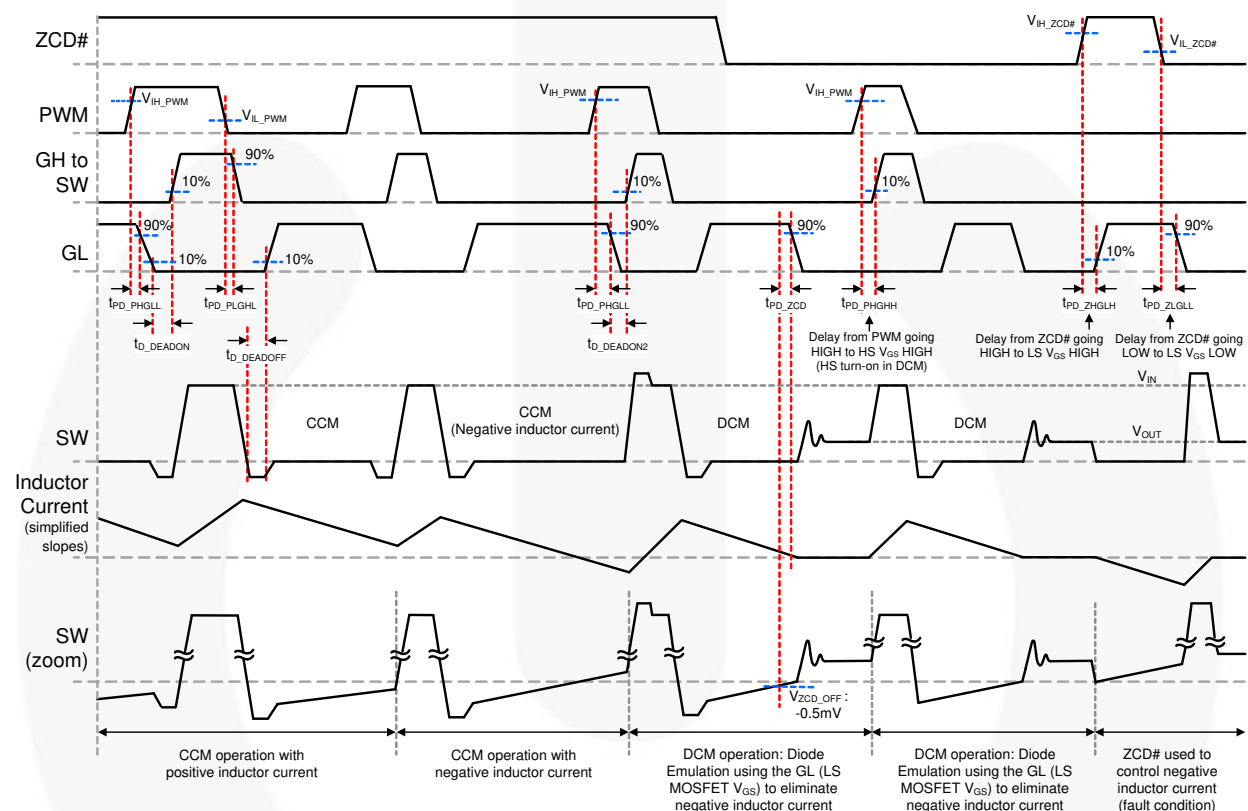 ZCD#
V_IH_ZCD#
V_IL_ZCD#
PWM
V_IH_PWM
V_IL_PWM
V_IH_PWM
V_IH_PWM
GH to
SW
10%
90%
10%
10%
GL
90%
10%
10%
90%
90%
10%
90%
t_PD_PHGLL
t_PD_PLGHL
t_PD_PHGLL
t_PD_ZCD
t_PD_PHGHH
t_PD_ZHGLH
t_PD_ZLGLL
t_D_DEADON
t_D_DEADOFF
t_D_DEADON2
Delay from PWM going
HIGH to HS V_GS HIGH
(HS turn-on in DCM)
Delay from ZCD# going
HIGH to LS V_GS HIGH
Delay from ZCD# going
LOW to LS V_GS LOW
SW
CCM
CCM
(Negative inductor current)
DCM
DCM
V_IN
V_OUT
Inductor
Current
(simplified
slopes)
SW
(zoom)
V_ZCD_OFF :
-0.5mV
CCM operation with
positive inductor current
CCM operation with
negative inductor current
DCM operation: Diode
Emulation using the GL (LS
MOSFET V_GS) to eliminate
negative inductor current
DCM operation: Diode
Emulation using the GL (LS
MOSFET V_GS) to eliminate
negative inductor current
ZCD# used to
control negative
inductor current
(fault condition)